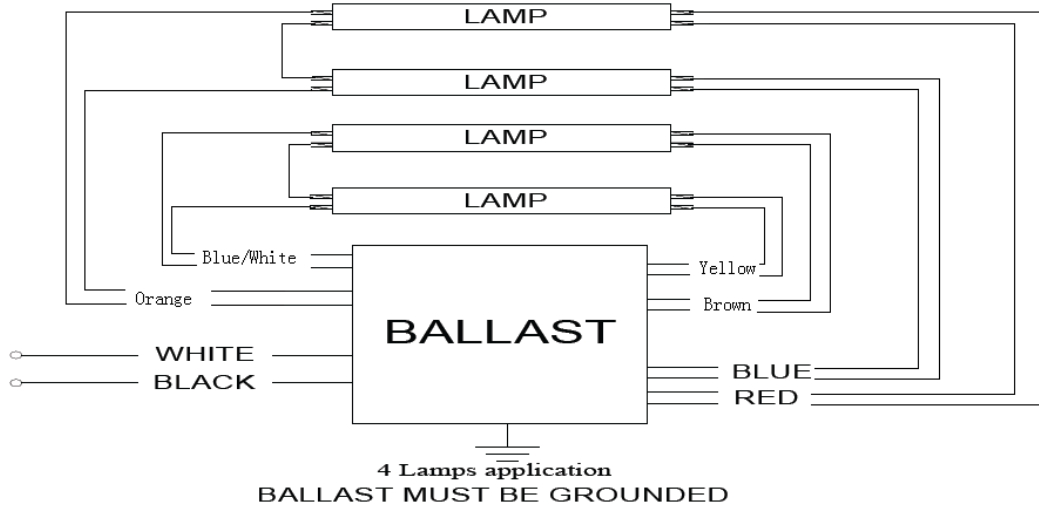 LAMP
LAMP
LAMP
LAMP
Blue/White
Yellow
Orange
Brown
BALLAST
WHITE
BLUE
BLACK
RED
4 Lamps application
BALLAST MUST BE GROUNDED